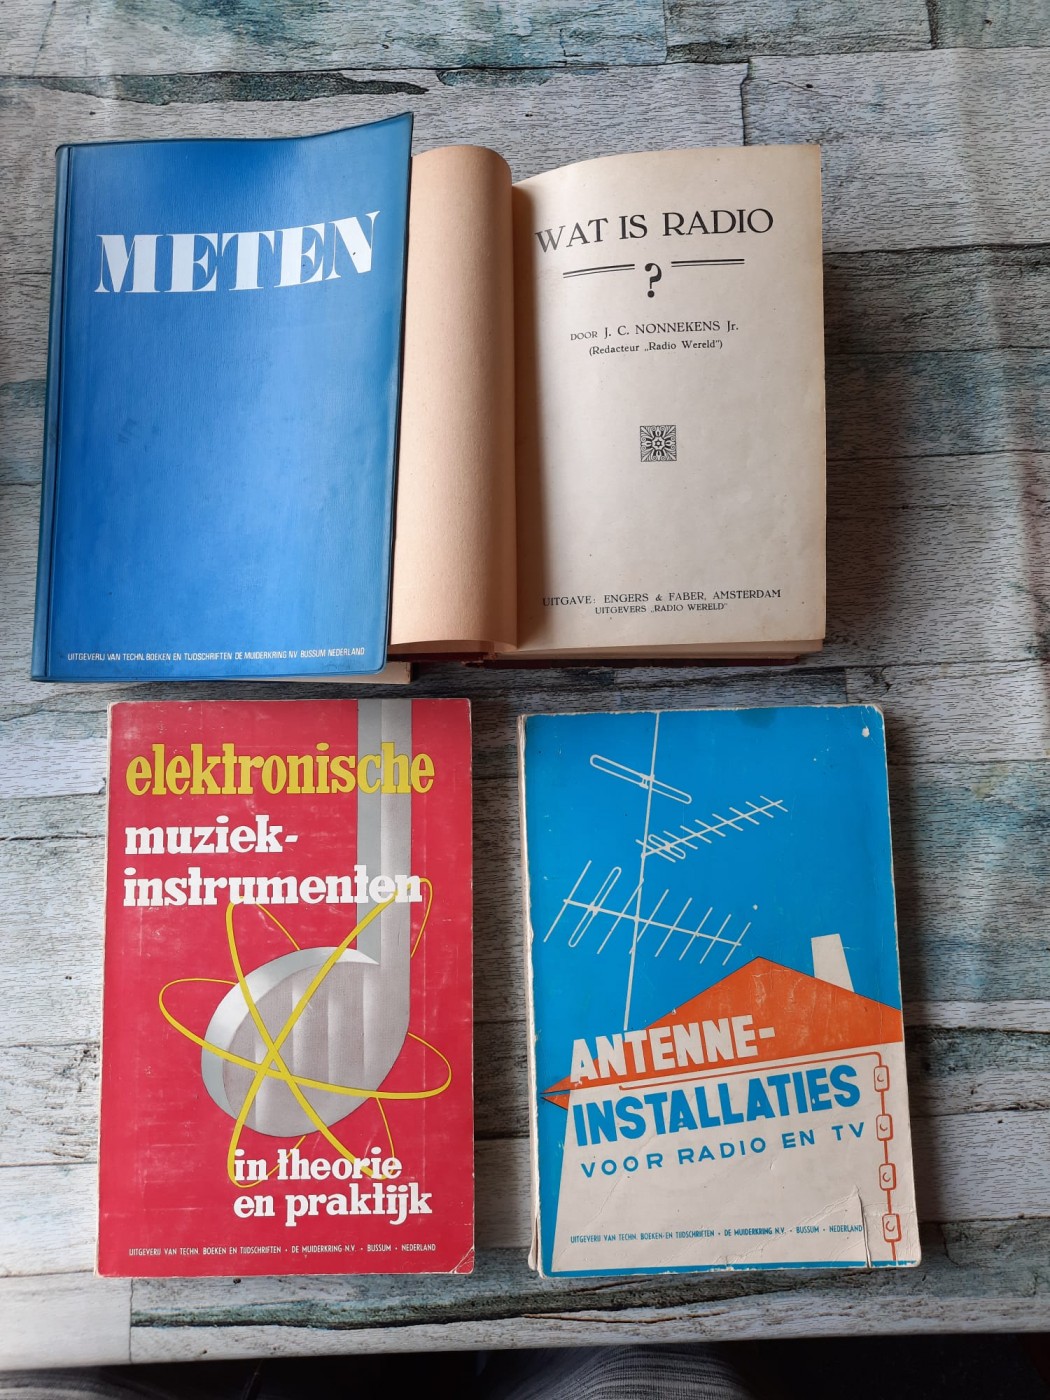 METEN
UITGEVERIJ VAN TECHN. BOEKEN EN TIJDSCHRIFTEN DE MUIDERKRING NV BUSSUM NEDERLAND
WAT IS RADIO
?
DOOR J. C. NONNEKENS Jr.
(Redacteur „Radio Wereld")
UITGAVE: ENGERS & FABER, AMSTERDAM
UITGEVERS „RADIO WERELD"
elektronische
muziek-
instrumenten
in theorie
en praktijk
UITGEVERIJ VAN TECHN. BOEKEN EN TIJDSCHRIFTEN • DE MUIDERKRING N.V. • BUSSUM • NEDERLAND
ANTENNE-
INSTALLATIES
VOOR RADIO EN TV
UITGEVERIJ VAN TECHN. BOEKEN- EN TIJDSCHRIFTEN • DE MUIDERKRING N.V. • BUSSUM • NEDERLAND